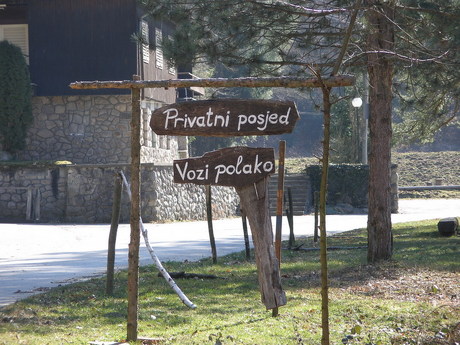 Privatni posjed
Vozi polako